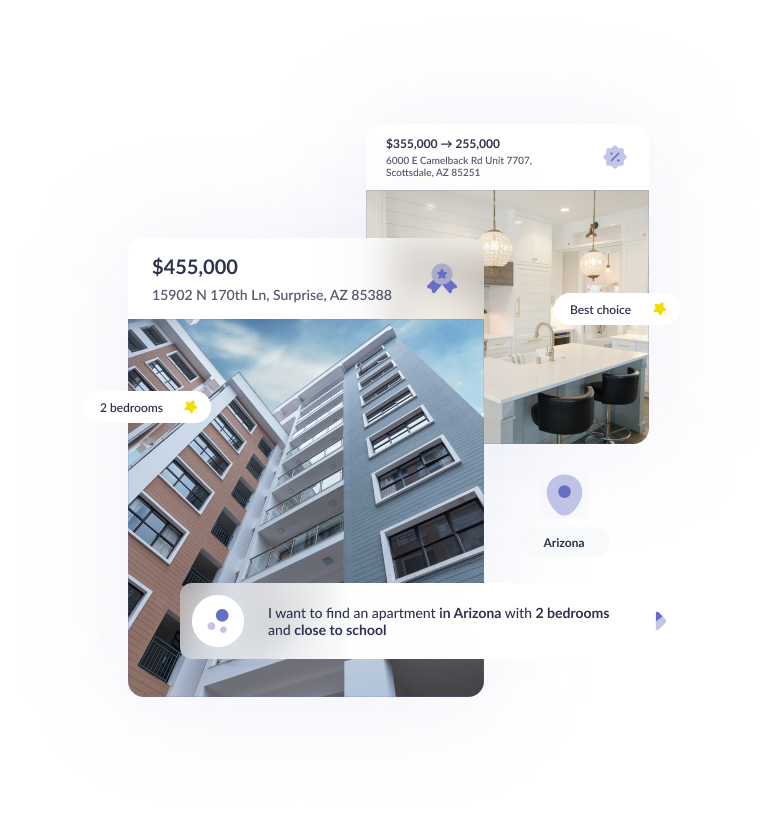 $355,000 → 255,000
6000 E Camelback Rd Unit 7707,
Scottsdale, AZ 85251
$455,000
15902 N 170th Ln, Surprise, AZ 85388
Best choice
2 bedrooms
Arizona
I want to find an apartment in Arizona with 2 bedrooms
and close to school